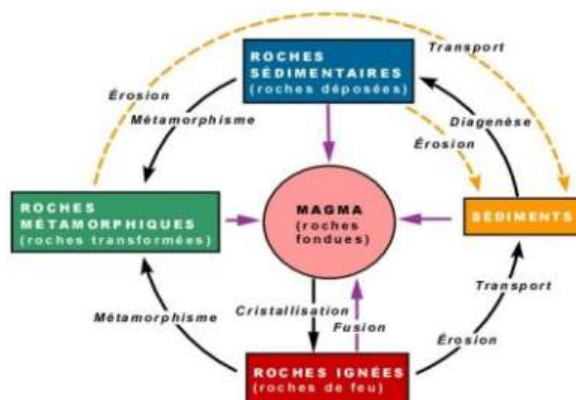 Transport
ROCHES
SÉDIMENTAIRES
(roches déposées)
Érosion
Métamorphisme
Diagenèse
Érosion
ROCHES
MÉTAMORPHIQUES
(roches transformées)
MAGMA
(roches
fondues)
SÉDIMENTS
Cristallisation
Fusion
Métamorphisme
Transport
Érosion
ROCHES IGNÉES
(roches de feu)